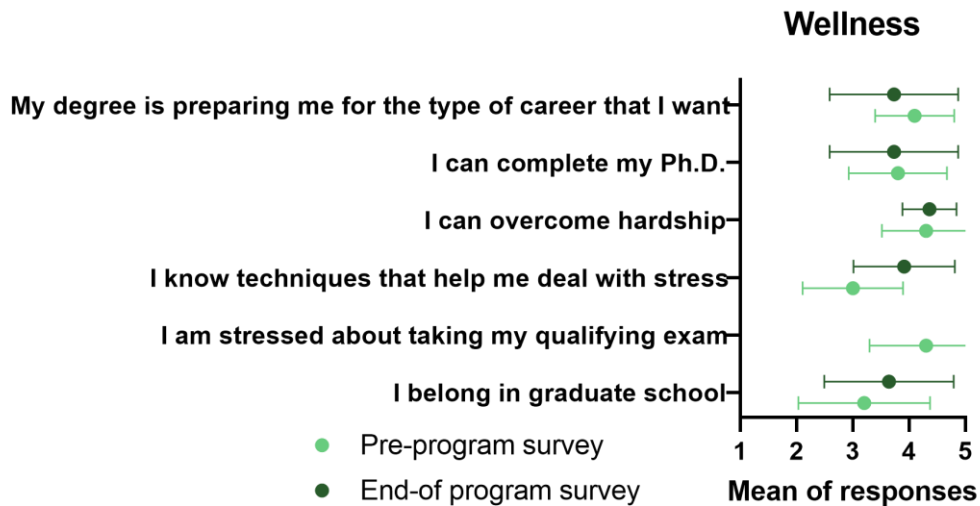 Wellness
My degree is preparing me for the type of career that I want
I can complete my Ph.D.
I can overcome hardship
I know techniques that help me deal with stress
I am stressed about taking my qualifying exam
I belong in graduate school
1 2 3 4 5
Pre-program survey
End-of program survey
Mean of responses